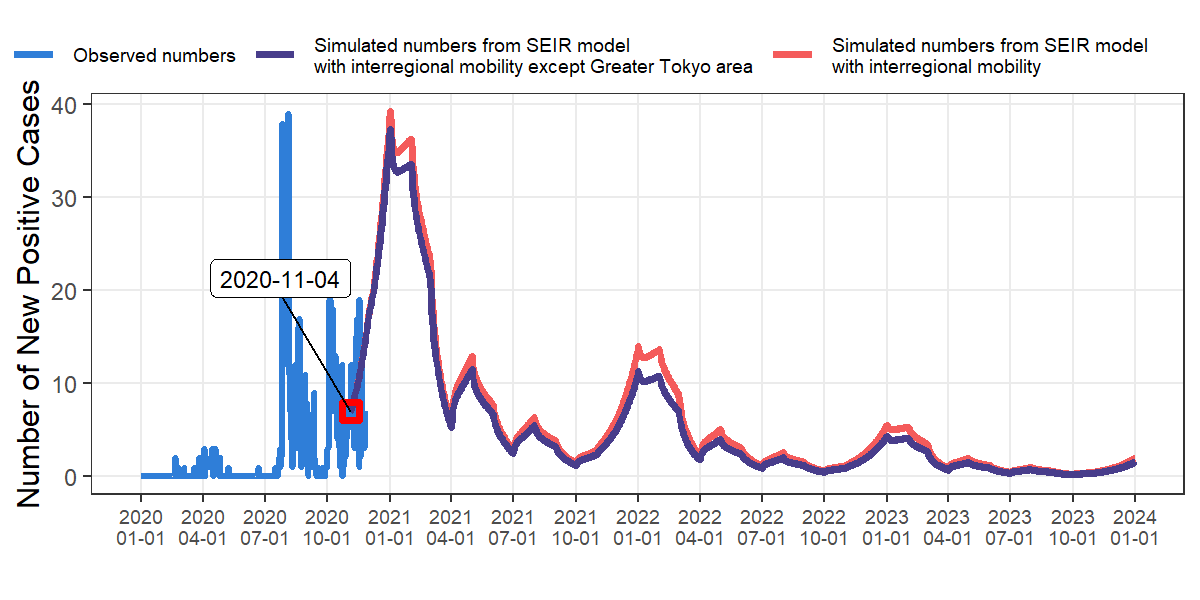 Observed numbers
Simulated numbers from SEIR model
with interregional mobility except Greater Tokyo area
Simulated numbers from SEIR model
with interregional mobility
Number of New Positive Cases
40
30
20
10
0
2020-11-04
2020 2020 2020 2020 2021 2021 2021 2021 2022 2022 2022 2022 2023 2023 2023 2023 2024
01-01 04-01 07-01 10-01 01-01 04-01 07-01 10-01 01-01 04-01 07-01 10-01 01-01 04-01 07-01 10-01 01-01